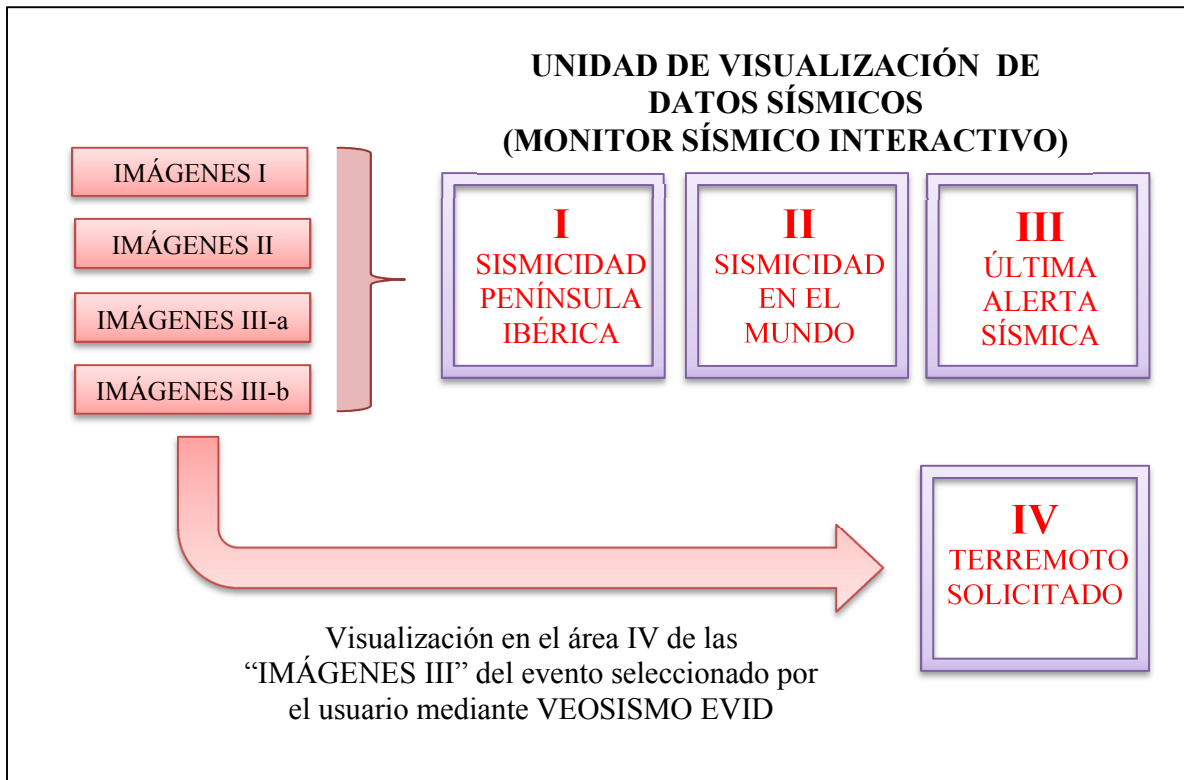 UNIDAD DE VISUALIZACIÓN DE
DATOS SÍSMICOS
(MONITOR SÍSMICO INTERACTIVO)
IMÁGENES I
IMÁGENES II
IMÁGENES III-a
IMÁGENES III-b
I
SISMICIDAD
PENÍNSULA
IBÉRICA
II
SISMICIDAD
EN EL
MUNDO
III
ÚLTIMA
ALERTA
SÍSMICA
IV
TERREMOTO
SOLICITADO
Visualización en el área IV de las
“IMÁGENES III” del evento seleccionado por
el usuario mediante VEOSISMO EVID